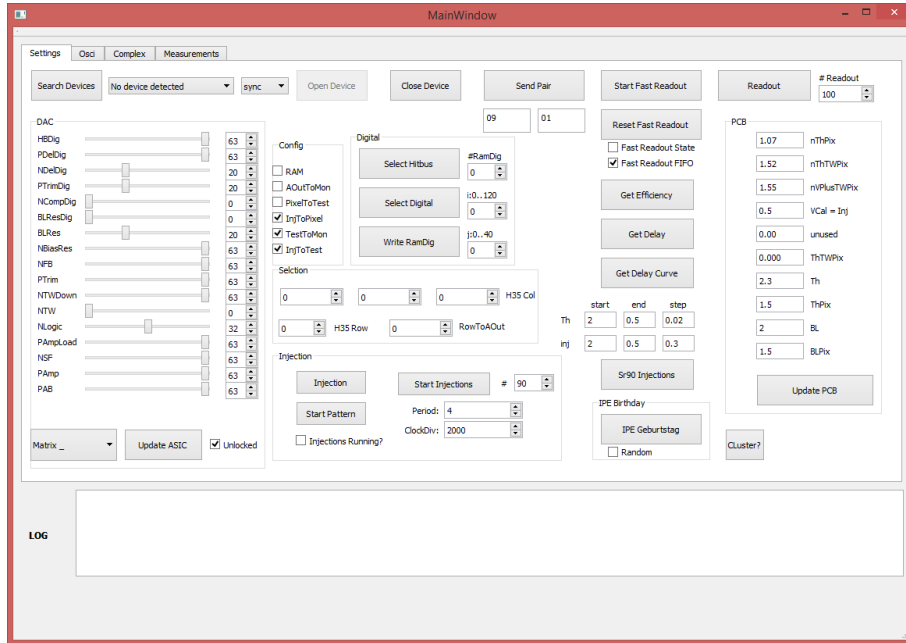 MainWindow
Settings Osci Complex Measurements
Search Devices No device detected sync Open Device Close Device Send Pair Start Fast Readout Readout # Readout
100
09 01 Reset Fast Readout
Fast Readout State
Fast Readout FIFO
Get Efficiency
Get Delay
Get Delay Curve
DAC
HBDig 63
PDelDig 63
NDelDig 20
PTrimDig 20
NCompDig 0
BLResDig 0
BLRes 20
NBiasRes 63
NFB 63
PTrim 63
NTWDown 63
NTW 0
NLogic 32
PAmpLoad 63
NSF 63
PAmp 63
PAB 63
Matrix _ Update ASIC Unlocked
Config
RAM
AOutToMon
PixelToTest
InjToPixel
TestToMon
InjToTest
Digital
Select Hitbus #RamDig
0
Select Digital i:0..120
0
Write RamDig j:0..40
0
Selction
0 0 0 H35 Col
0 H35 Row 0 RowToAOut
Injection
Injection Start Injections # 90
Start Pattern Period: 4
Injections Running? ClockDiv: 2000
start end step
Th 2 0.5 0.02
inj 2 0.5 0.3
Sr90 Injections
IPE Birthday
IPE Geburtstag
Random
PCB
1.07 nThPix
1.52 nThTWPix
1.55 nVPlusTWPix
0.5 VCal = Inj
0.00 unused
0.000 ThTWPix
2.3 Th
1.5 ThPix
2 BL
1.5 BLPix
Update PCB
CLuster?
LOG